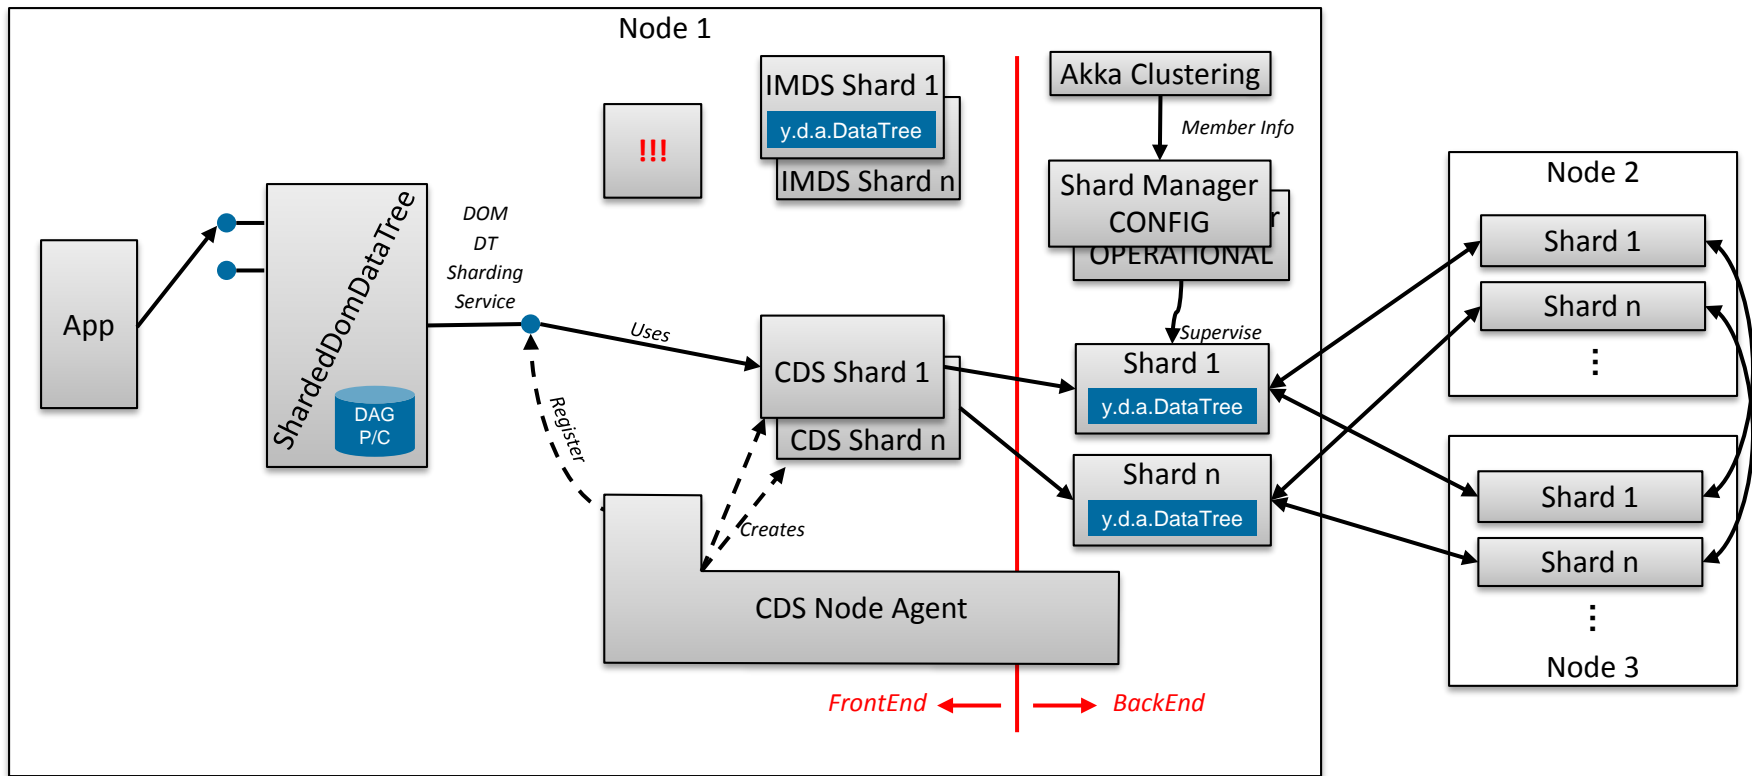 Node 1
IMDS Shard 1
y.d.a.DataTree
IMDS Shard n
!!!
Akka Clustering
Member Info
Shard Manager
CONFIG
r
OPERATIONAL
Supervise
App
ShardedDomDataTree
DAG
P/C
DOM
DT
Sharding
Service
Uses
Register
CDS Shard 1
CDS Shard n
Creates
CDS Node Agent
Shard 1
y.d.a.DataTree
Shard n
y.d.a.DataTree
FrontEnd
BackEnd
Node 2
Shard 1
Shard n
...
Shard 1
Shard n
...
Node 3